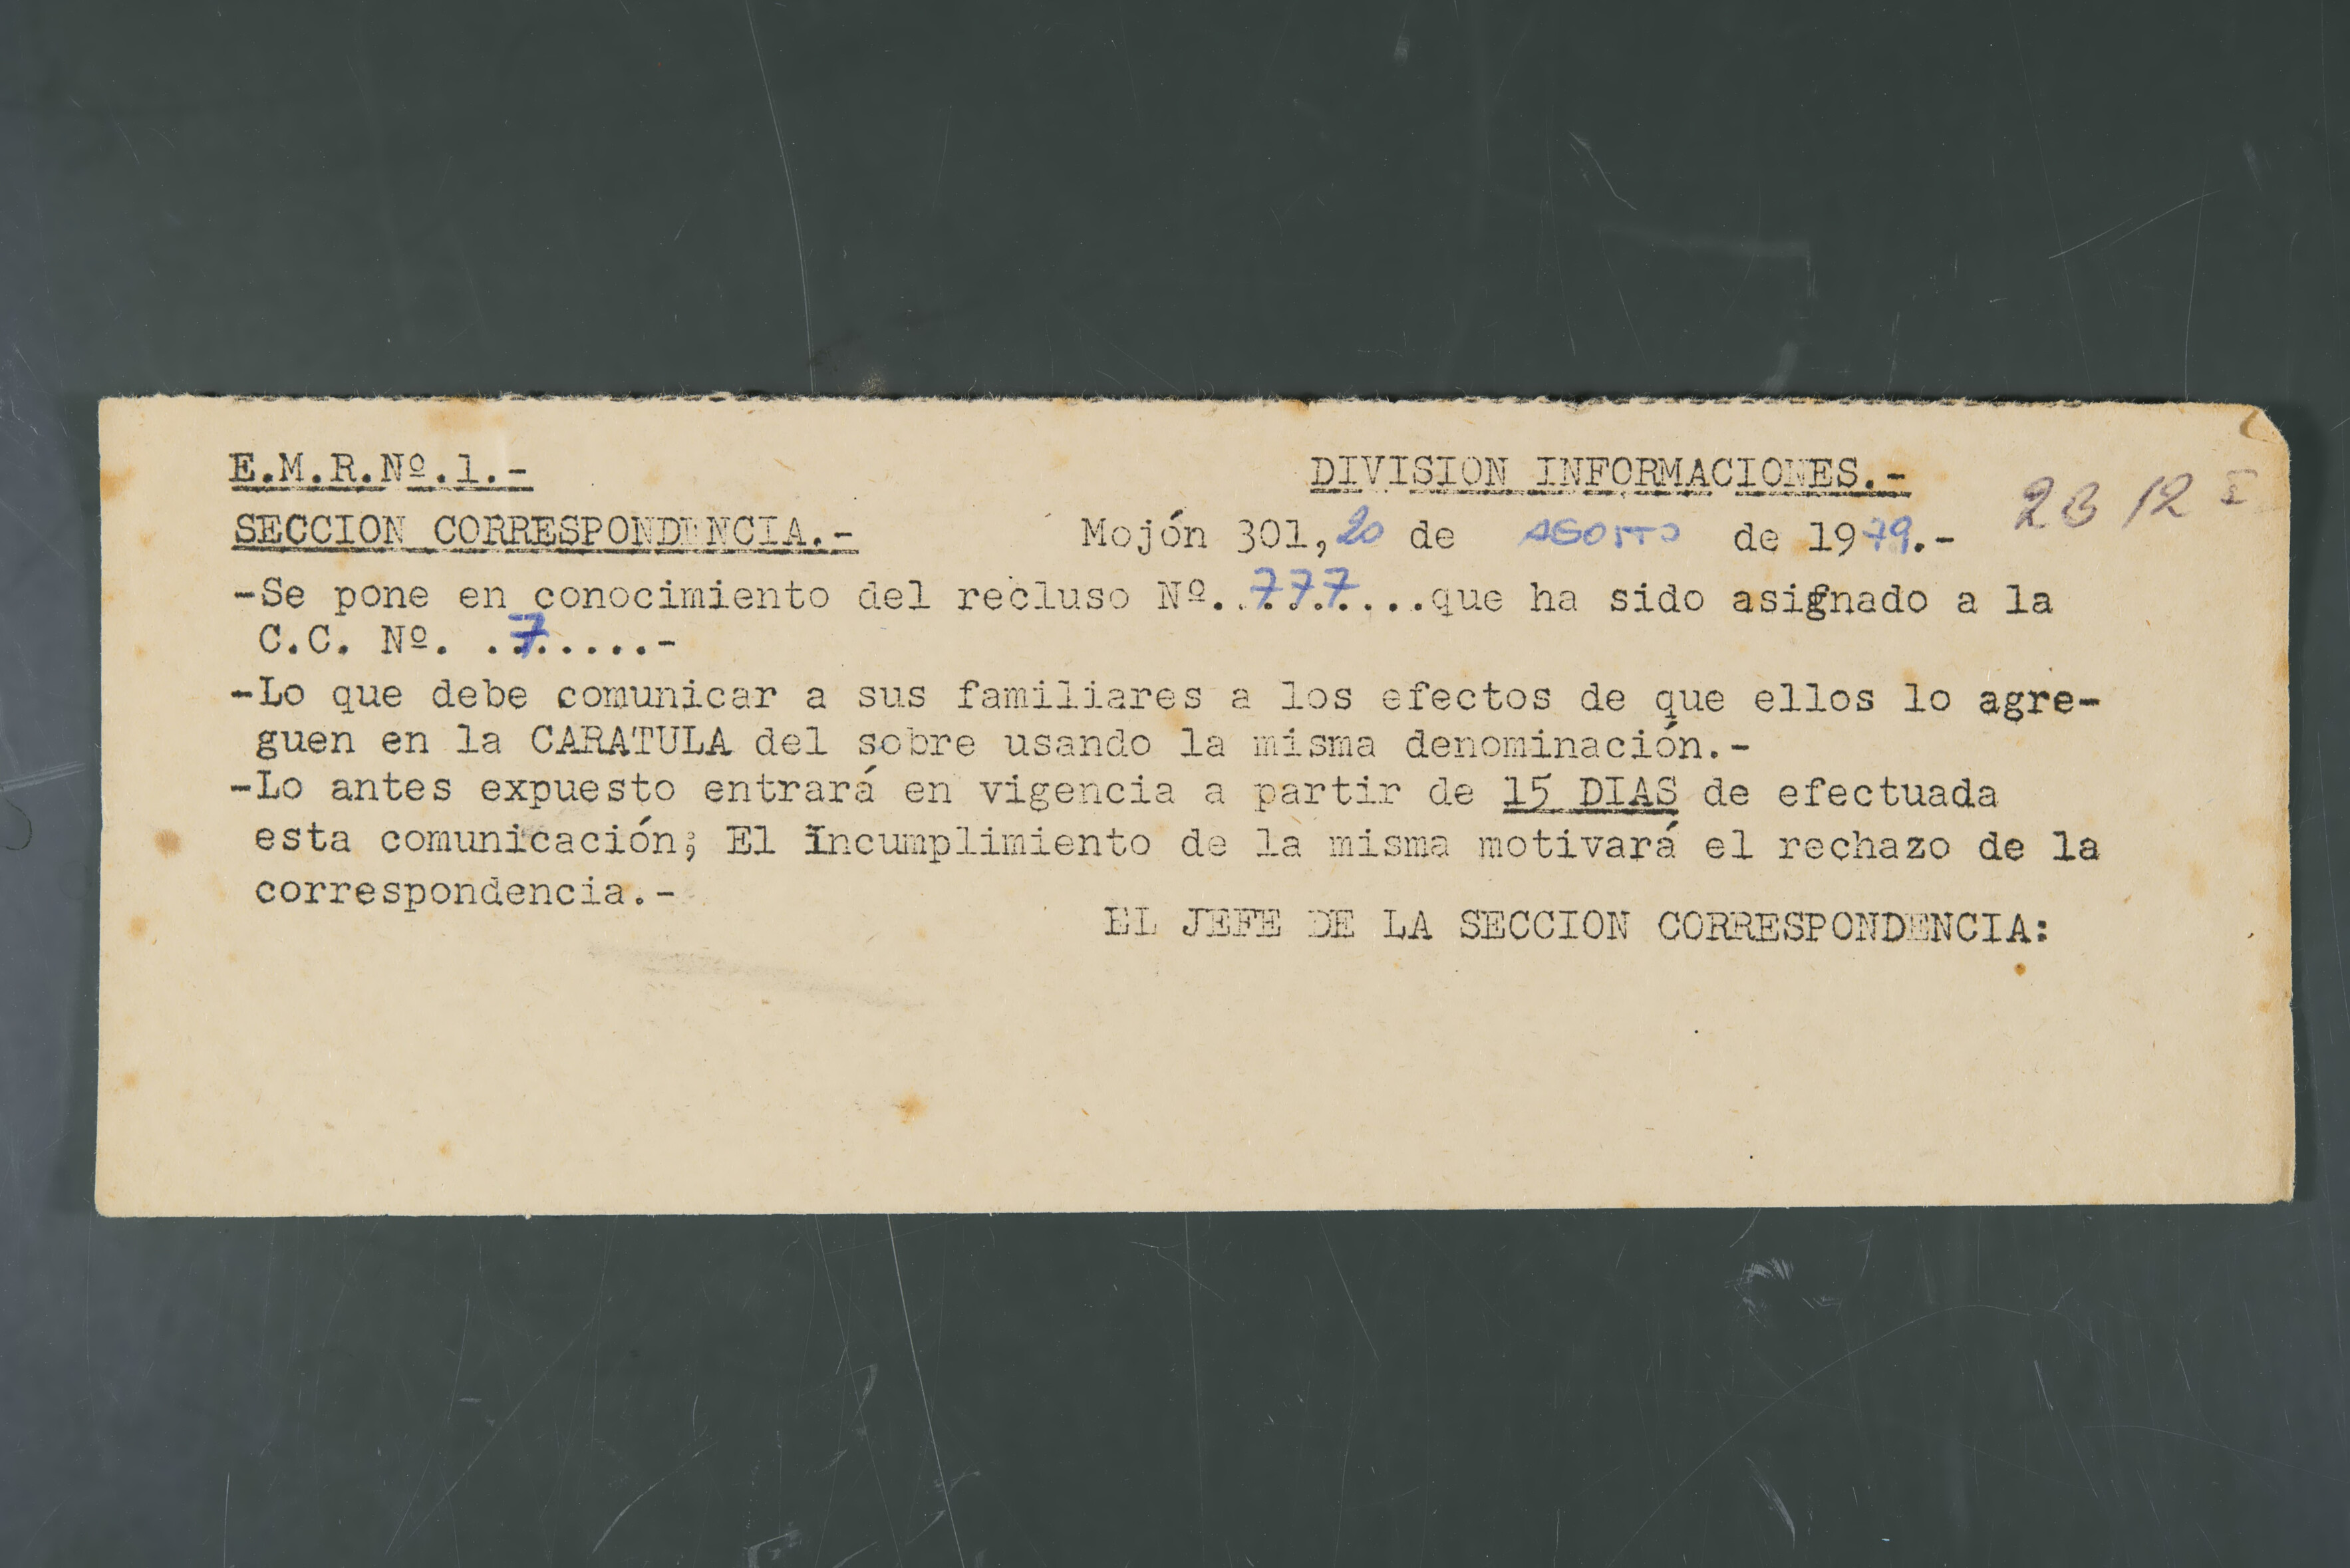 E.M.R.Nº.1.-
DIVISION INFORMACIONES.-
2B 12 I
SECCION CORRESPONDENCIA.-
Mojón 301, 20 de AGOSTO de 1979.-
-Se pone en conocimiento del recluso Nº..777....que ha sido asignado a la
C.C. Nº. .7......-
-Lo que debe comunicar a sus familiares a los efectos de que ellos lo agre-
guen en la CARATULA del sobre usando la misma denominación.-
-Lo antes expuesto entrará en vigencia a partir de 15 DIAS de efectuada
esta comunicación; El incumplimiento de la misma motivará el rechazo de la
correspondencia.-
EL JEFE DE LA SECCION CORRESPONDENCIA: